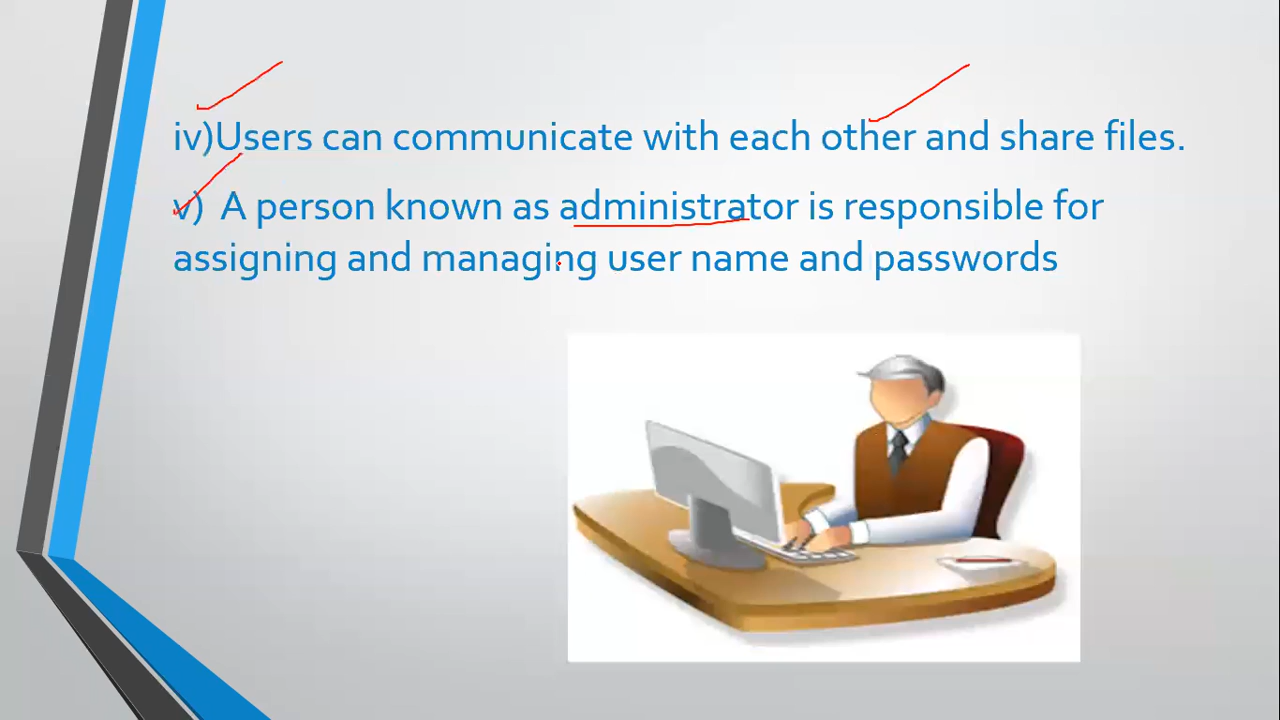 iv)Users can communicate with each other and share files.
v) A person known as administrator is responsible for
assigning and managing user name and passwords